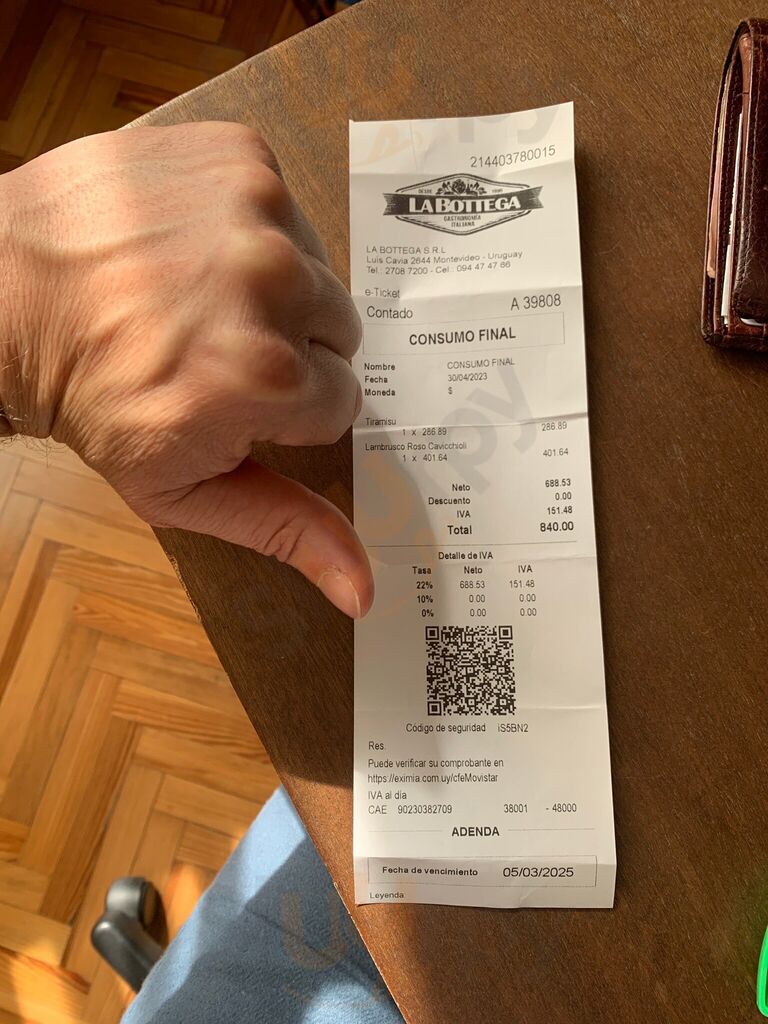 214403780015
DESDE 1995
LA BOTTEGA
GASTRONOMÍA
ITALIANA
LA BOTTEGA S.R.L
Luis Cavia 2644 Montevideo - Uruguay
Tel.: 2708 7200 - Cel.: 094 47 47 66
e-Ticket
Contado A 39808
CONSUMO FINAL
Nombre CONSUMO FINAL
Fecha 30/04/2023
Moneda $
Tiramisu
1 x 286.89 286.89
Lambrusco Roso Cavicchioli
1 x 401.64 401.64
Neto 688.53
Descuento 0.00
IVA 151.48
Total 840.00
Detalle de IVA
Tasa Neto IVA
22% 688.53 151.48
10% 0.00 0.00
0% 0.00 0.00
Código de seguridad iS5BN2
Res.
Puede verificar su comprobante en
https://eximia.com.uy/cfeMovistar
IVA al día
CAE 90230382709 38001 - 48000
ADENDA
Fecha de vencimiento 05/03/2025
Leyenda